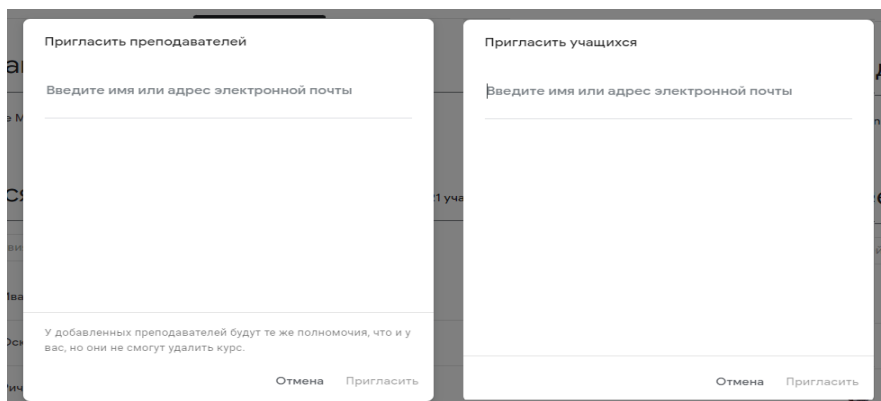 Пригласить преподавателей
Введите имя или адрес электронной почты
У добавленных преподавателей будут те же полномочия, что и у
вас, но они не смогут удалить курс.
Отмена Пригласить
Пригласить учащихся
Введите имя или адрес электронной почты
Отмена Пригласить